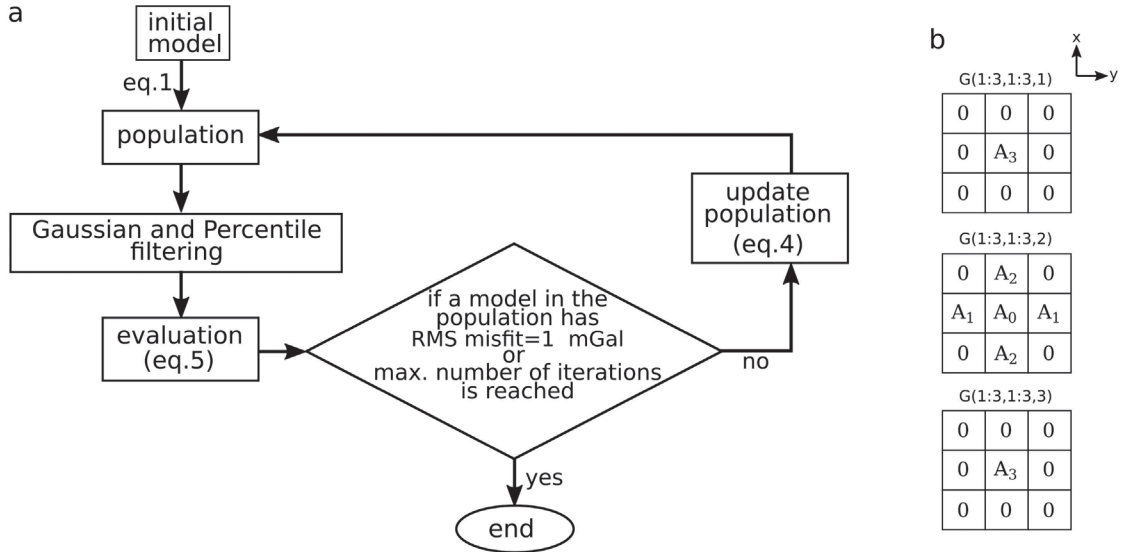 a
initial
model
eq.1
population
Gaussian and Percentile
filtering
evaluation
(eq.5)
if a model in the
population has
RMS misfit=1 mGal
or
max. number of iterations
is reached
no
update
population
(eq.4)
yes
end
b
x
y
G(1:3,1:3,1)
0 0 0
0 A₃ 0
0 0 0
G(1:3,1:3,2)
0 A₂ 0
A₁ A₀ A₁
0 A₂ 0
G(1:3,1:3,3)
0 0 0
0 A₃ 0
0 0 0